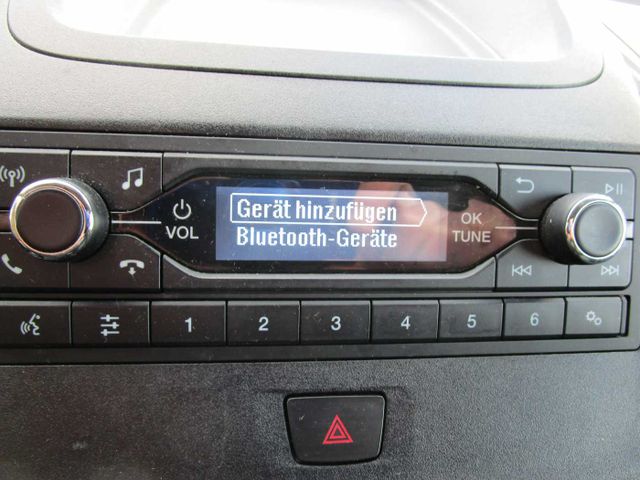 Gerät hinzufügen
Bluetooth-Geräte
VOL
OK
TUNE
1 2 3 4 5 6